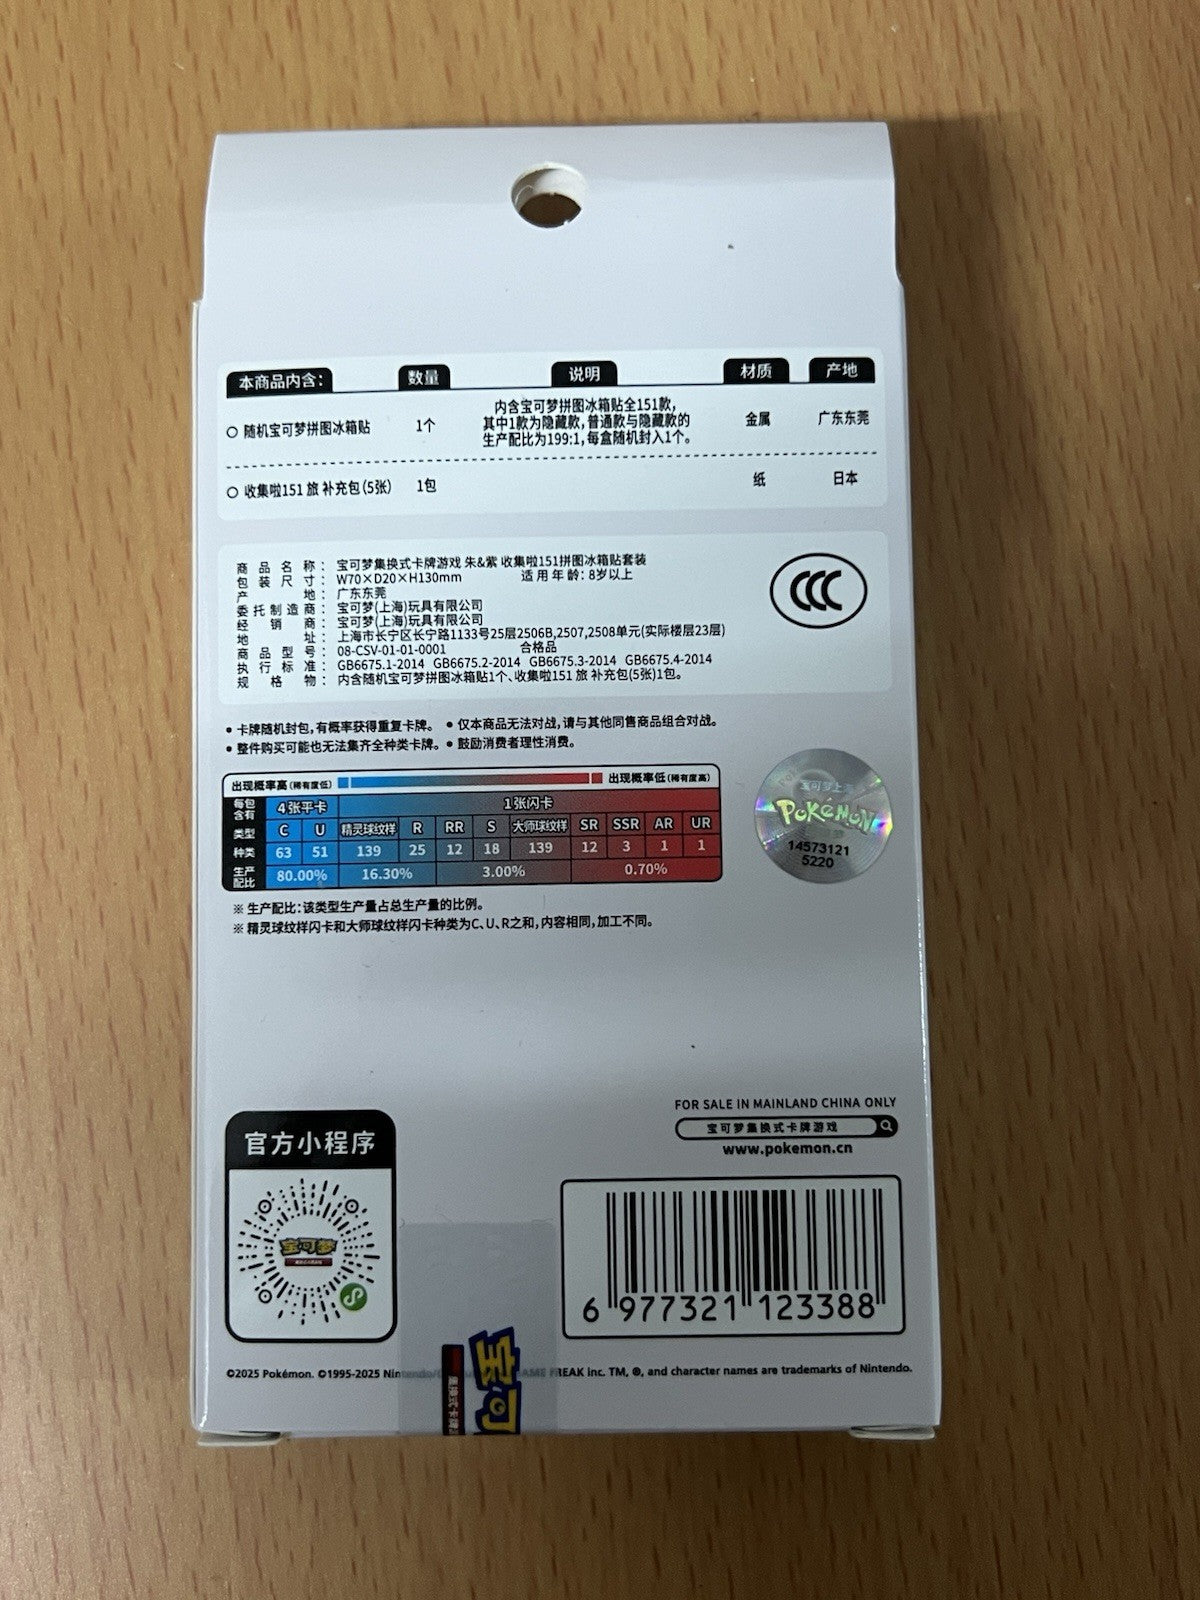 本商品内含: 数量 说明 材质 产地
○ 随机宝可梦拼图冰箱贴 1个 内含宝可梦拼图冰箱贴全151款, 金属 广东东莞
其中1款为隐藏款,普通款与隐藏款的
生产配比为199:1,每盒随机封入1个。
○ 收集啦151 旅 补充包(5张) 1包 纸 日本
商品名称: 宝可梦集换式卡牌游戏 朱&紫 收集啦151拼图冰箱贴套装
包装尺寸: W70×D20×H130mm 适用年龄: 8岁以上
产地: 广东东莞
委托制造商: 宝可梦(上海)玩具有限公司
经销商: 宝可梦(上海)玩具有限公司
地址: 上海市长宁区长宁路1133号25层2506B,2507,2508单元(实际楼层23层)
商品型号: 08-CSV-01-01-0001 合格品
执行标准: GB6675.1-2014 GB6675.2-2014 GB6675.3-2014 GB6675.4-2014
规格物: 内含随机宝可梦拼图冰箱贴1个、收集啦151 旅 补充包(5张)1包。
CCC
• 卡牌随机封包,有概率获得重复卡牌。 • 仅本商品无法对战,请与其他同售商品组合对战。
• 整件购买可能也无法集齐全种类卡牌。 • 鼓励消费者理性消费。
出现概率高(稀有度低) 出现概率低(稀有度高)
每包含有 4张平卡 1张闪卡
类型 C U 精灵球纹样 R RR S 大师球纹样 SR SSR AR UR
种类 63 51 139 25 12 18 139 12 3 1 1
生产配比 80.00% 16.30% 3.00% 0.70%
※ 生产配比:该类型生产量占总生产量的比例。
※ 精灵球纹样闪卡和大师球纹样闪卡种类为C、U、R之和,内容相同,加工不同。
宝可梦上海
POKéMON
14573121
5220
FOR SALE IN MAINLAND CHINA ONLY
宝可梦集换式卡牌游戏
www.pokemon.cn
官方小程序
宝可梦
6 977321 123388
©2025 Pokémon. ©1995-2025 Nintendo/ GAME FREAK inc. TM, ®, and character names are trademarks of Nintendo.
宝可
集换式卡牌